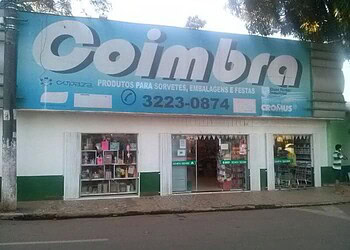 Coimbra
PRODUTOS PARA SORVETES, EMBALAGENS E FESTAS
3223-0874